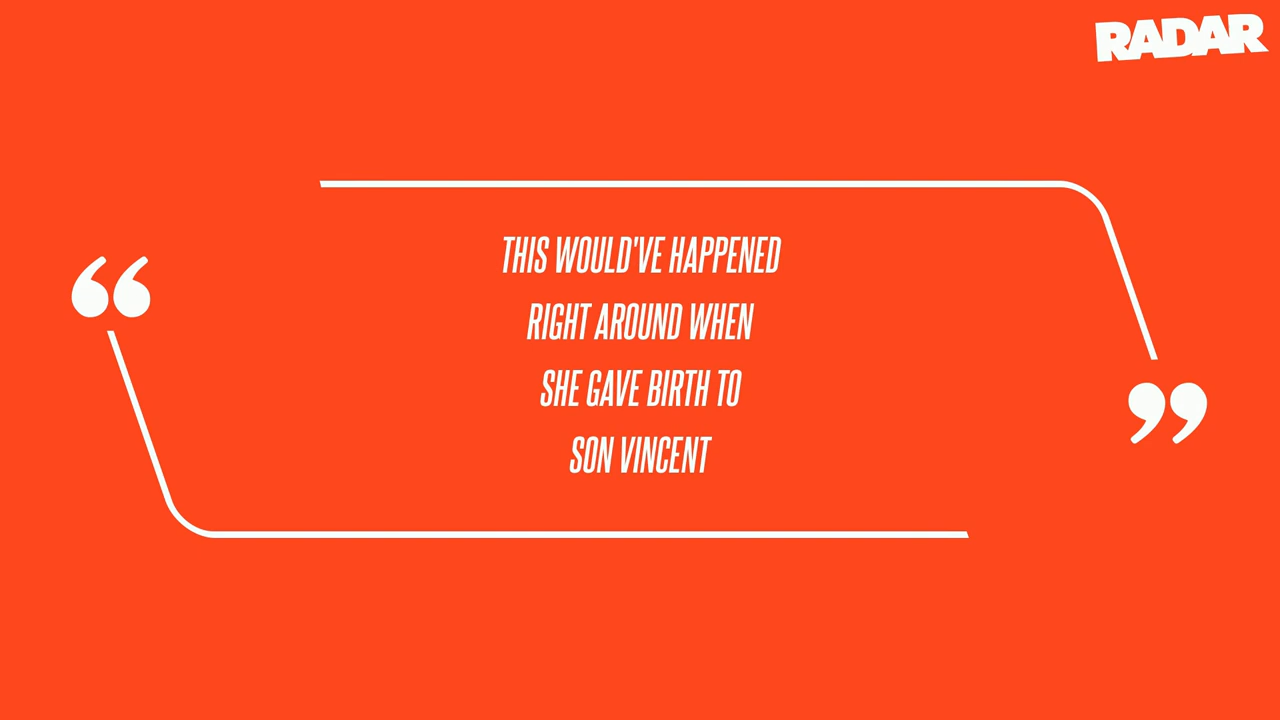 RADAR
THIS WOULD'VE HAPPENED
RIGHT AROUND WHEN
SHE GAVE BIRTH TO
SON VINCENT